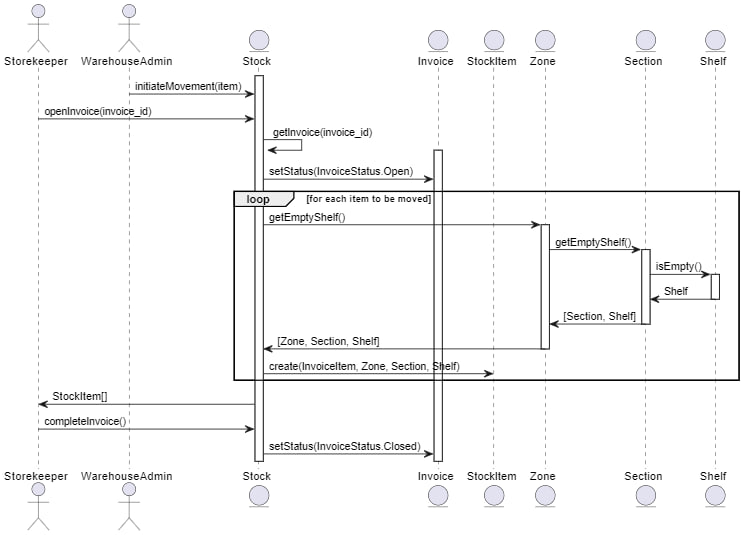 Storekeeper WarehouseAdmin Stock Invoice StockItem Zone Section Shelf
initiateMovement(item)
openInvoice(invoice_id)
getInvoice(invoice_id)
setStatus(InvoiceStatus.Open)
loop [for each item to be moved]
getEmptyShelf()
getEmptyShelf()
isEmpty()
Shelf
[Section, Shelf]
[Zone, Section, Shelf]
create(InvoiceItem, Zone, Section, Shelf)
StockItem[]
completeInvoice()
setStatus(InvoiceStatus.Closed)
Storekeeper WarehouseAdmin Stock Invoice StockItem Zone Section Shelf